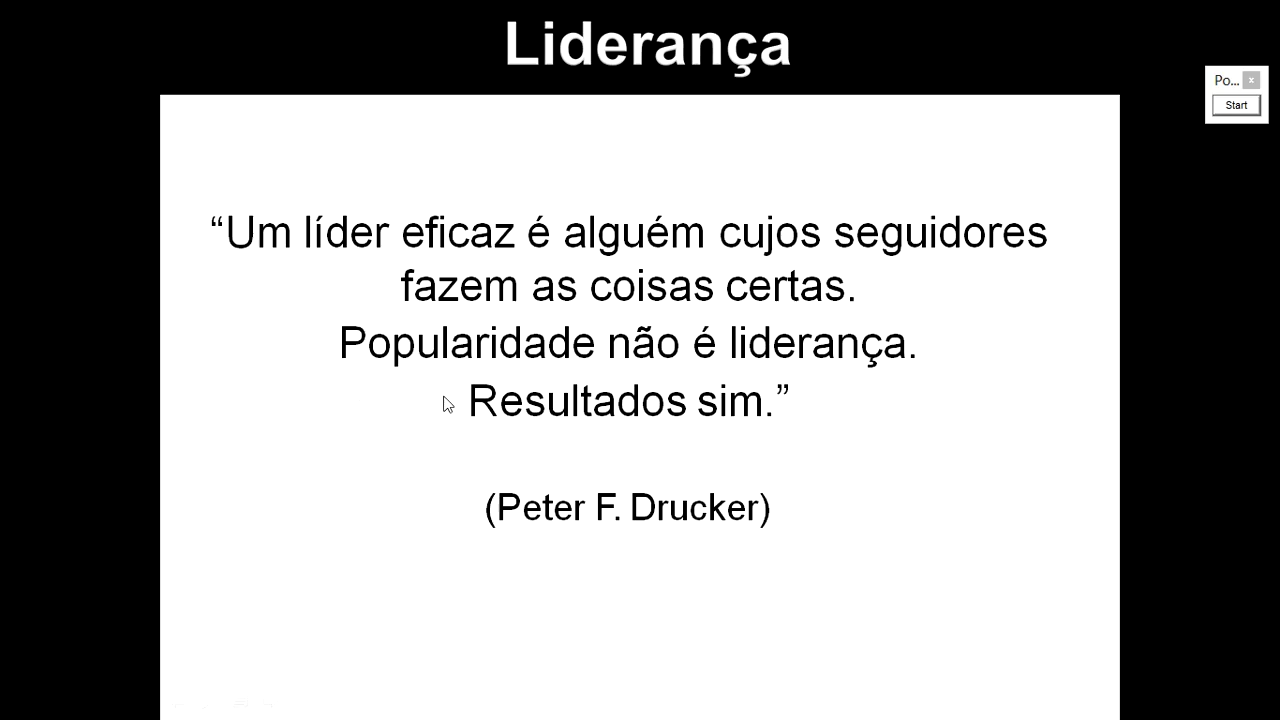 Liderança
Po...
x
Start
“Um líder eficaz é alguém cujos seguidores
fazem as coisas certas.
Popularidade não é liderança.
Resultados sim.”
(Peter F. Drucker)